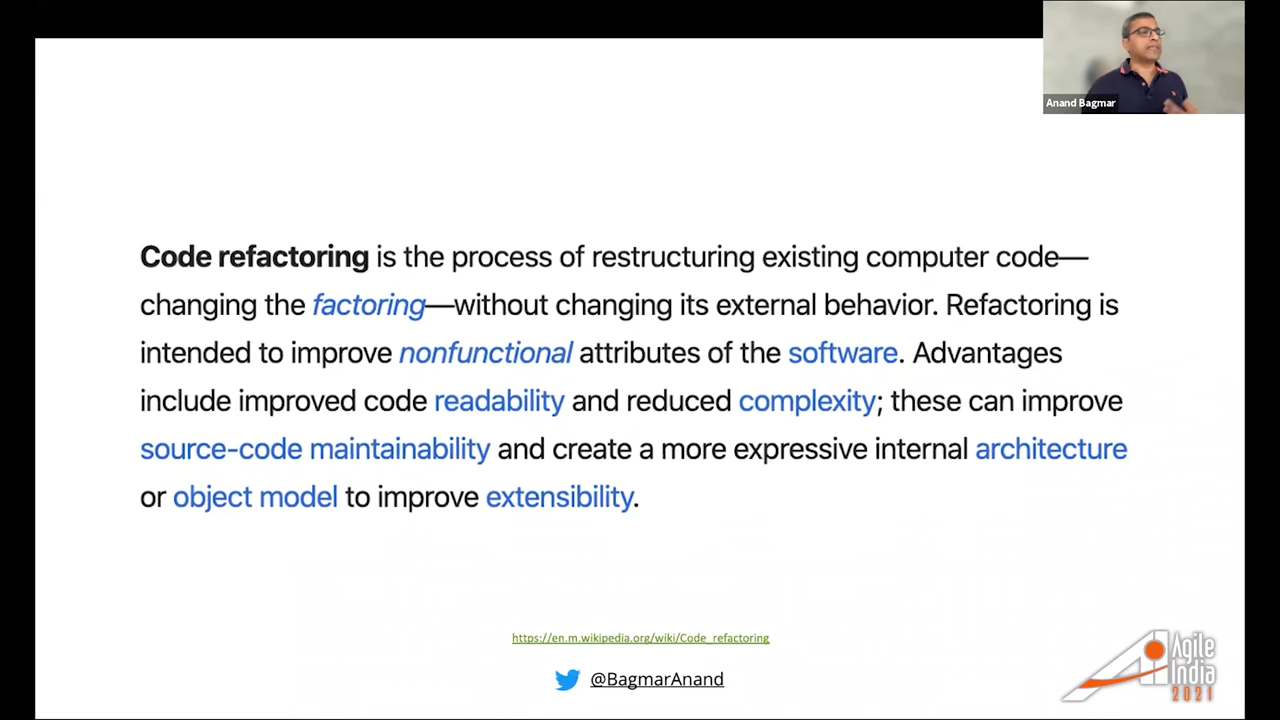 Anand Bagmar
Code refactoring is the process of restructuring existing computer code—
changing the factoring—without changing its external behavior. Refactoring is
intended to improve nonfunctional attributes of the software. Advantages
include improved code readability and reduced complexity; these can improve
source-code maintainability and create a more expressive internal architecture
or object model to improve extensibility.
https://en.m.wikipedia.org/wiki/Code_refactoring
@BagmarAnand
Agile
India
2021